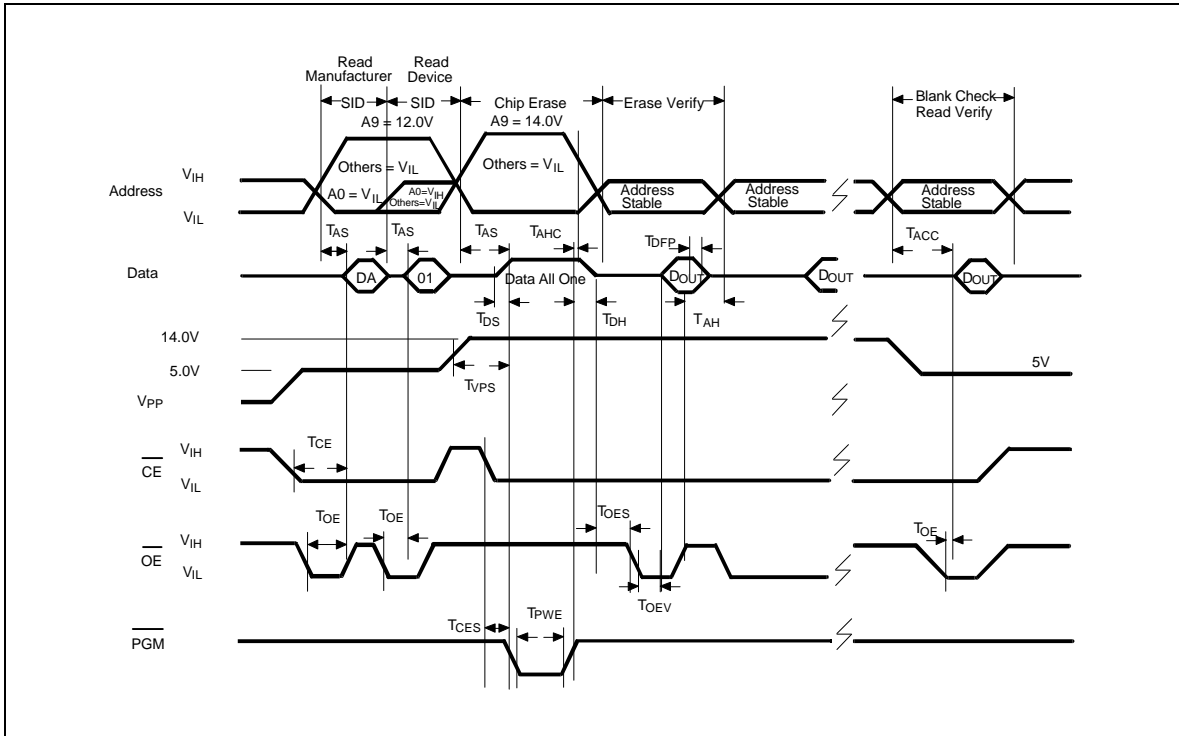 Read
Manufacturer
SID
Read
Device
SID
Chip Erase
Erase Verify
Blank Check
Read Verify
A9 = 12.0V
A9 = 14.0V
Others = VIL
Others = VIL
Address
VIH
VIL
A0 = VIL
A0=VIH
Others=VIL
Address
Stable
Address
Stable
Address
Stable
TAS
TAS
TAS
TAHC
TDFP
TACC
Data
DA
01
Data All One
DOUT
DOUT
DOUT
TDS
TDH
TAH
14.0V
5.0V
VPP
TVPS
5V
CE
VIH
VIL
TCE
OE
VIH
VIL
TOE
TOE
TOES
TOEV
TOE
PGM
TCES
TPWE